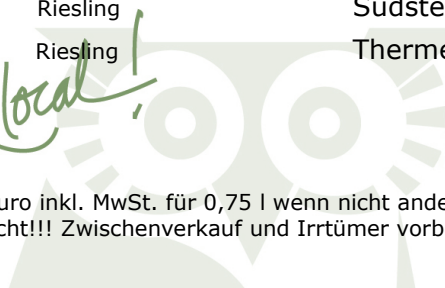 Riesling Südste
Riesling Therme
local!
uro inkl. MwSt. für 0,75 l wenn nicht ande
cht!!! Zwischenverkauf und Irrtümer vorb